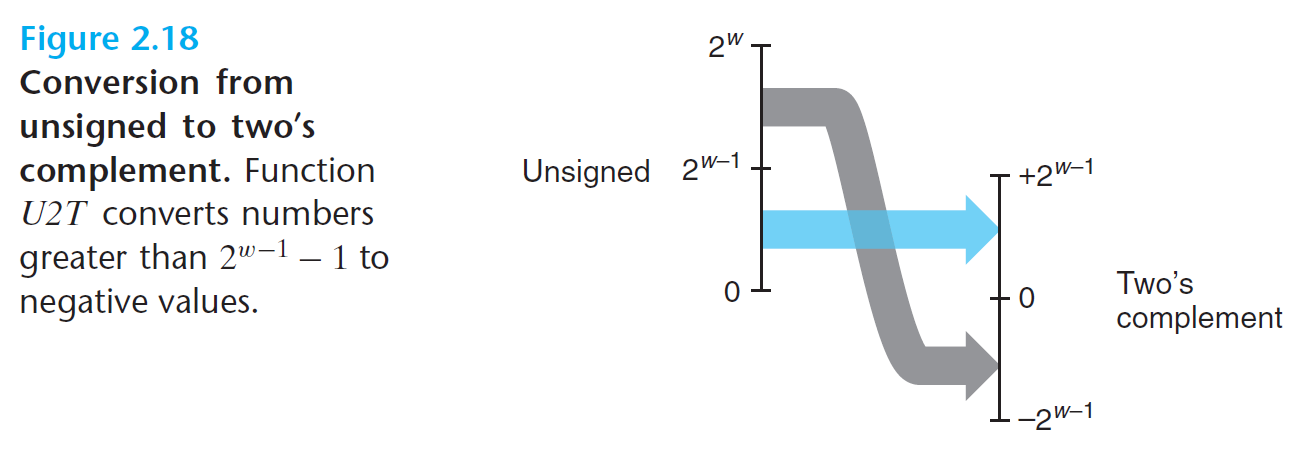 Figure 2.18
Conversion from
unsigned to two’s
complement. Function
U2T converts numbers
greater than 2^{w−1} − 1 to
negative values.
2^w
Unsigned 2^{w−1}
0
+2^{w−1}
0
Two’s
complement
−2^{w−1}